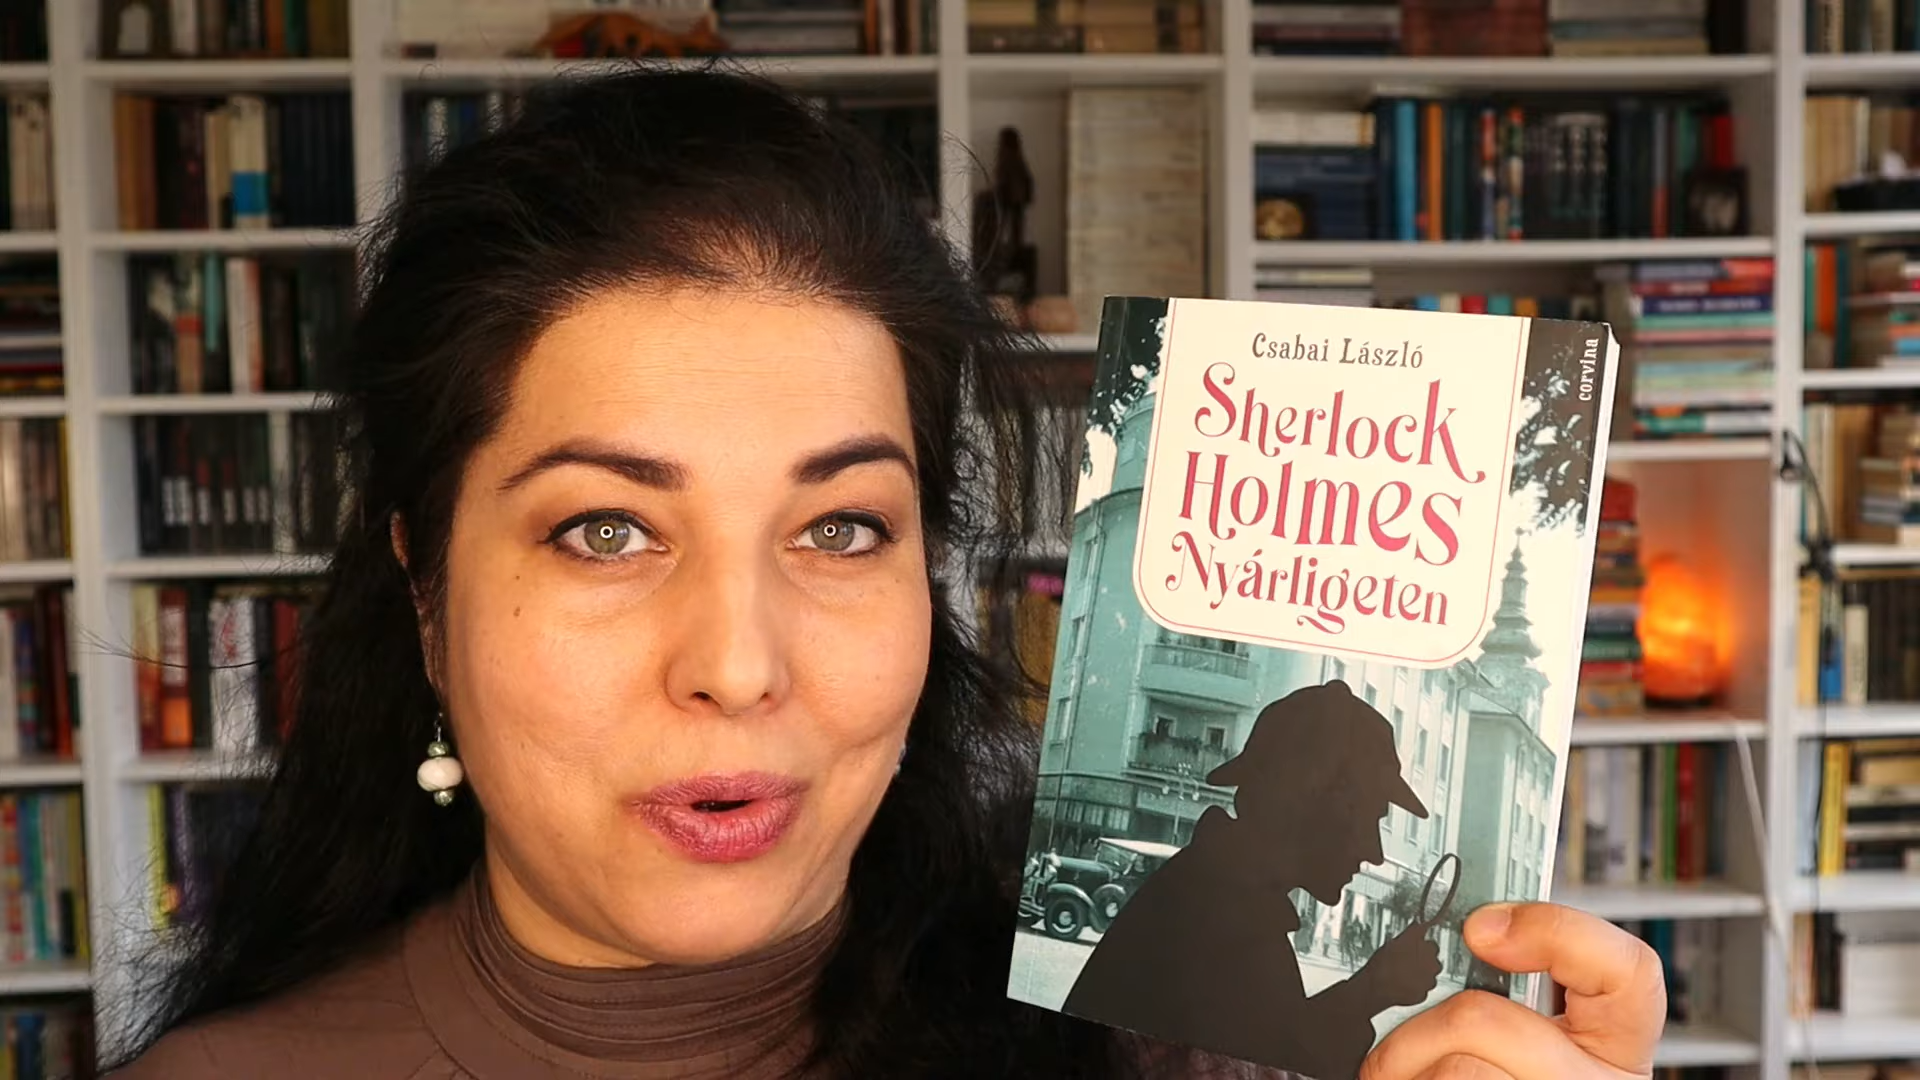 Csabai László
Sherlock
Holmes
Nyárligeten
corvina